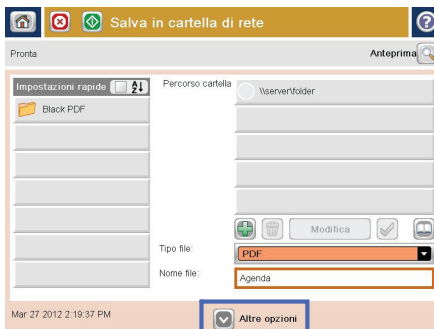 Salva in cartella di rete
Pronta
Anteprima
Impostazioni rapide
Percorso cartella
\\server\folder
Black PDF
Modifica
Tipo file:
PDF
Nome file:
Agenda
Mar 27 2012 2:19:37 PM
Altre opzioni